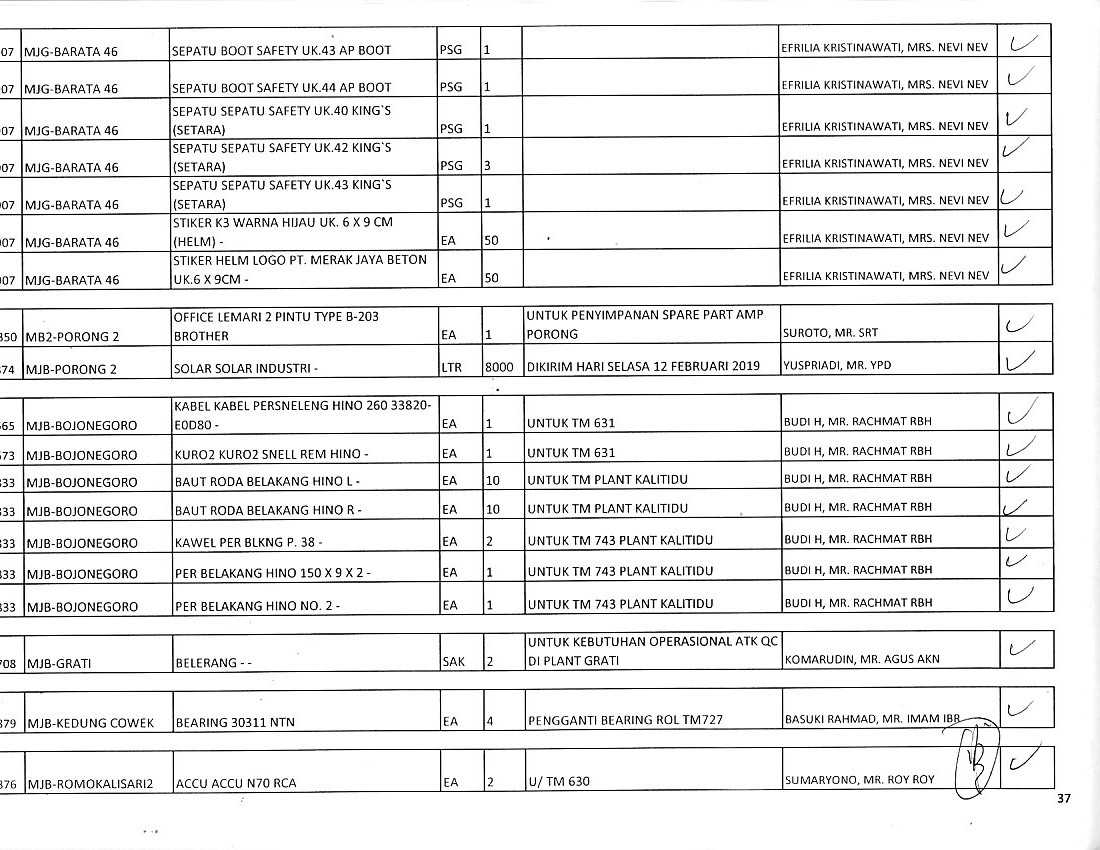 07 MJG-BARATA 46 SEPATU BOOT SAFETY UK.43 AP BOOT PSG 1 EFRILIA KRISTINAWATI, MRS. NEVI NEV
07 MJG-BARATA 46 SEPATU BOOT SAFETY UK.44 AP BOOT PSG 1 EFRILIA KRISTINAWATI, MRS. NEVI NEV
SEPATU SEPATU SAFETY UK.40 KING`S
07 MJG-BARATA 46 (SETARA) PSG 1 EFRILIA KRISTINAWATI, MRS. NEVI NEV
SEPATU SEPATU SAFETY UK.42 KING`S
07 MJG-BARATA 46 (SETARA) PSG 3 EFRILIA KRISTINAWATI, MRS. NEVI NEV
SEPATU SEPATU SAFETY UK.43 KING`S
07 MJG-BARATA 46 (SETARA) PSG 1 EFRILIA KRISTINAWATI, MRS. NEVI NEV
STIKER K3 WARNA HIJAU UK. 6 X 9 CM
07 MJG-BARATA 46 (HELM) - EA 50 EFRILIA KRISTINAWATI, MRS. NEVI NEV
STIKER HELM LOGO PT. MERAK JAYA BETON
07 MJG-BARATA 46 UK.6 X 9CM - EA 50 EFRILIA KRISTINAWATI, MRS. NEVI NEV
OFFICE LEMARI 2 PINTU TYPE B-203 UNTUK PENYIMPANAN SPARE PART AMP
350 MB2-PORONG 2 BROTHER EA 1 PORONG SUROTO, MR. SRT
374 MJB-PORONG 2 SOLAR SOLAR INDUSTRI - LTR 8000 DIKIRIM HARI SELASA 12 FEBRUARI 2019 YUSPRIADI, MR. YPD
KABEL KABEL PERSNELENG HINO 260 33820-
565 MJB-BOJONEGORO E0D80 - EA 1 UNTUK TM 631 BUDI H, MR. RACHMAT RBH
573 MJB-BOJONEGORO KURO2 KURO2 SNELL REM HINO - EA 1 UNTUK TM 631 BUDI H, MR. RACHMAT RBH
333 MJB-BOJONEGORO BAUT RODA BELAKANG HINO L - EA 10 UNTUK TM PLANT KALITIDU BUDI H, MR. RACHMAT RBH
333 MJB-BOJONEGORO BAUT RODA BELAKANG HINO R - EA 10 UNTUK TM PLANT KALITIDU BUDI H, MR. RACHMAT RBH
333 MJB-BOJONEGORO KAWEL PER BLKNG P. 38 - EA 2 UNTUK TM 743 PLANT KALITIDU BUDI H, MR. RACHMAT RBH
333 MJB-BOJONEGORO PER BELAKANG HINO 150 X 9 X 2 - EA 1 UNTUK TM 743 PLANT KALITIDU BUDI H, MR. RACHMAT RBH
333 MJB-BOJONEGORO PER BELAKANG HINO NO. 2 - EA 1 UNTUK TM 743 PLANT KALITIDU BUDI H, MR. RACHMAT RBH
UNTUK KEBUTUHAN OPERASIONAL ATK QC
708 MJB-GRATI BELERANG - - SAK 2 DI PLANT GRATI KOMARUDIN, MR. AGUS AKN
379 MJB-KEDUNG COWEK BEARING 30311 NTN EA 4 PENGGANTI BEARING ROL TM727 BASUKI RAHMAD, MR. IMAM IBR
376 MJB-ROMOKALISARI2 ACCU ACCU N70 RCA EA 2 U/ TM 630 SUMARYONO, MR. ROY ROY
37